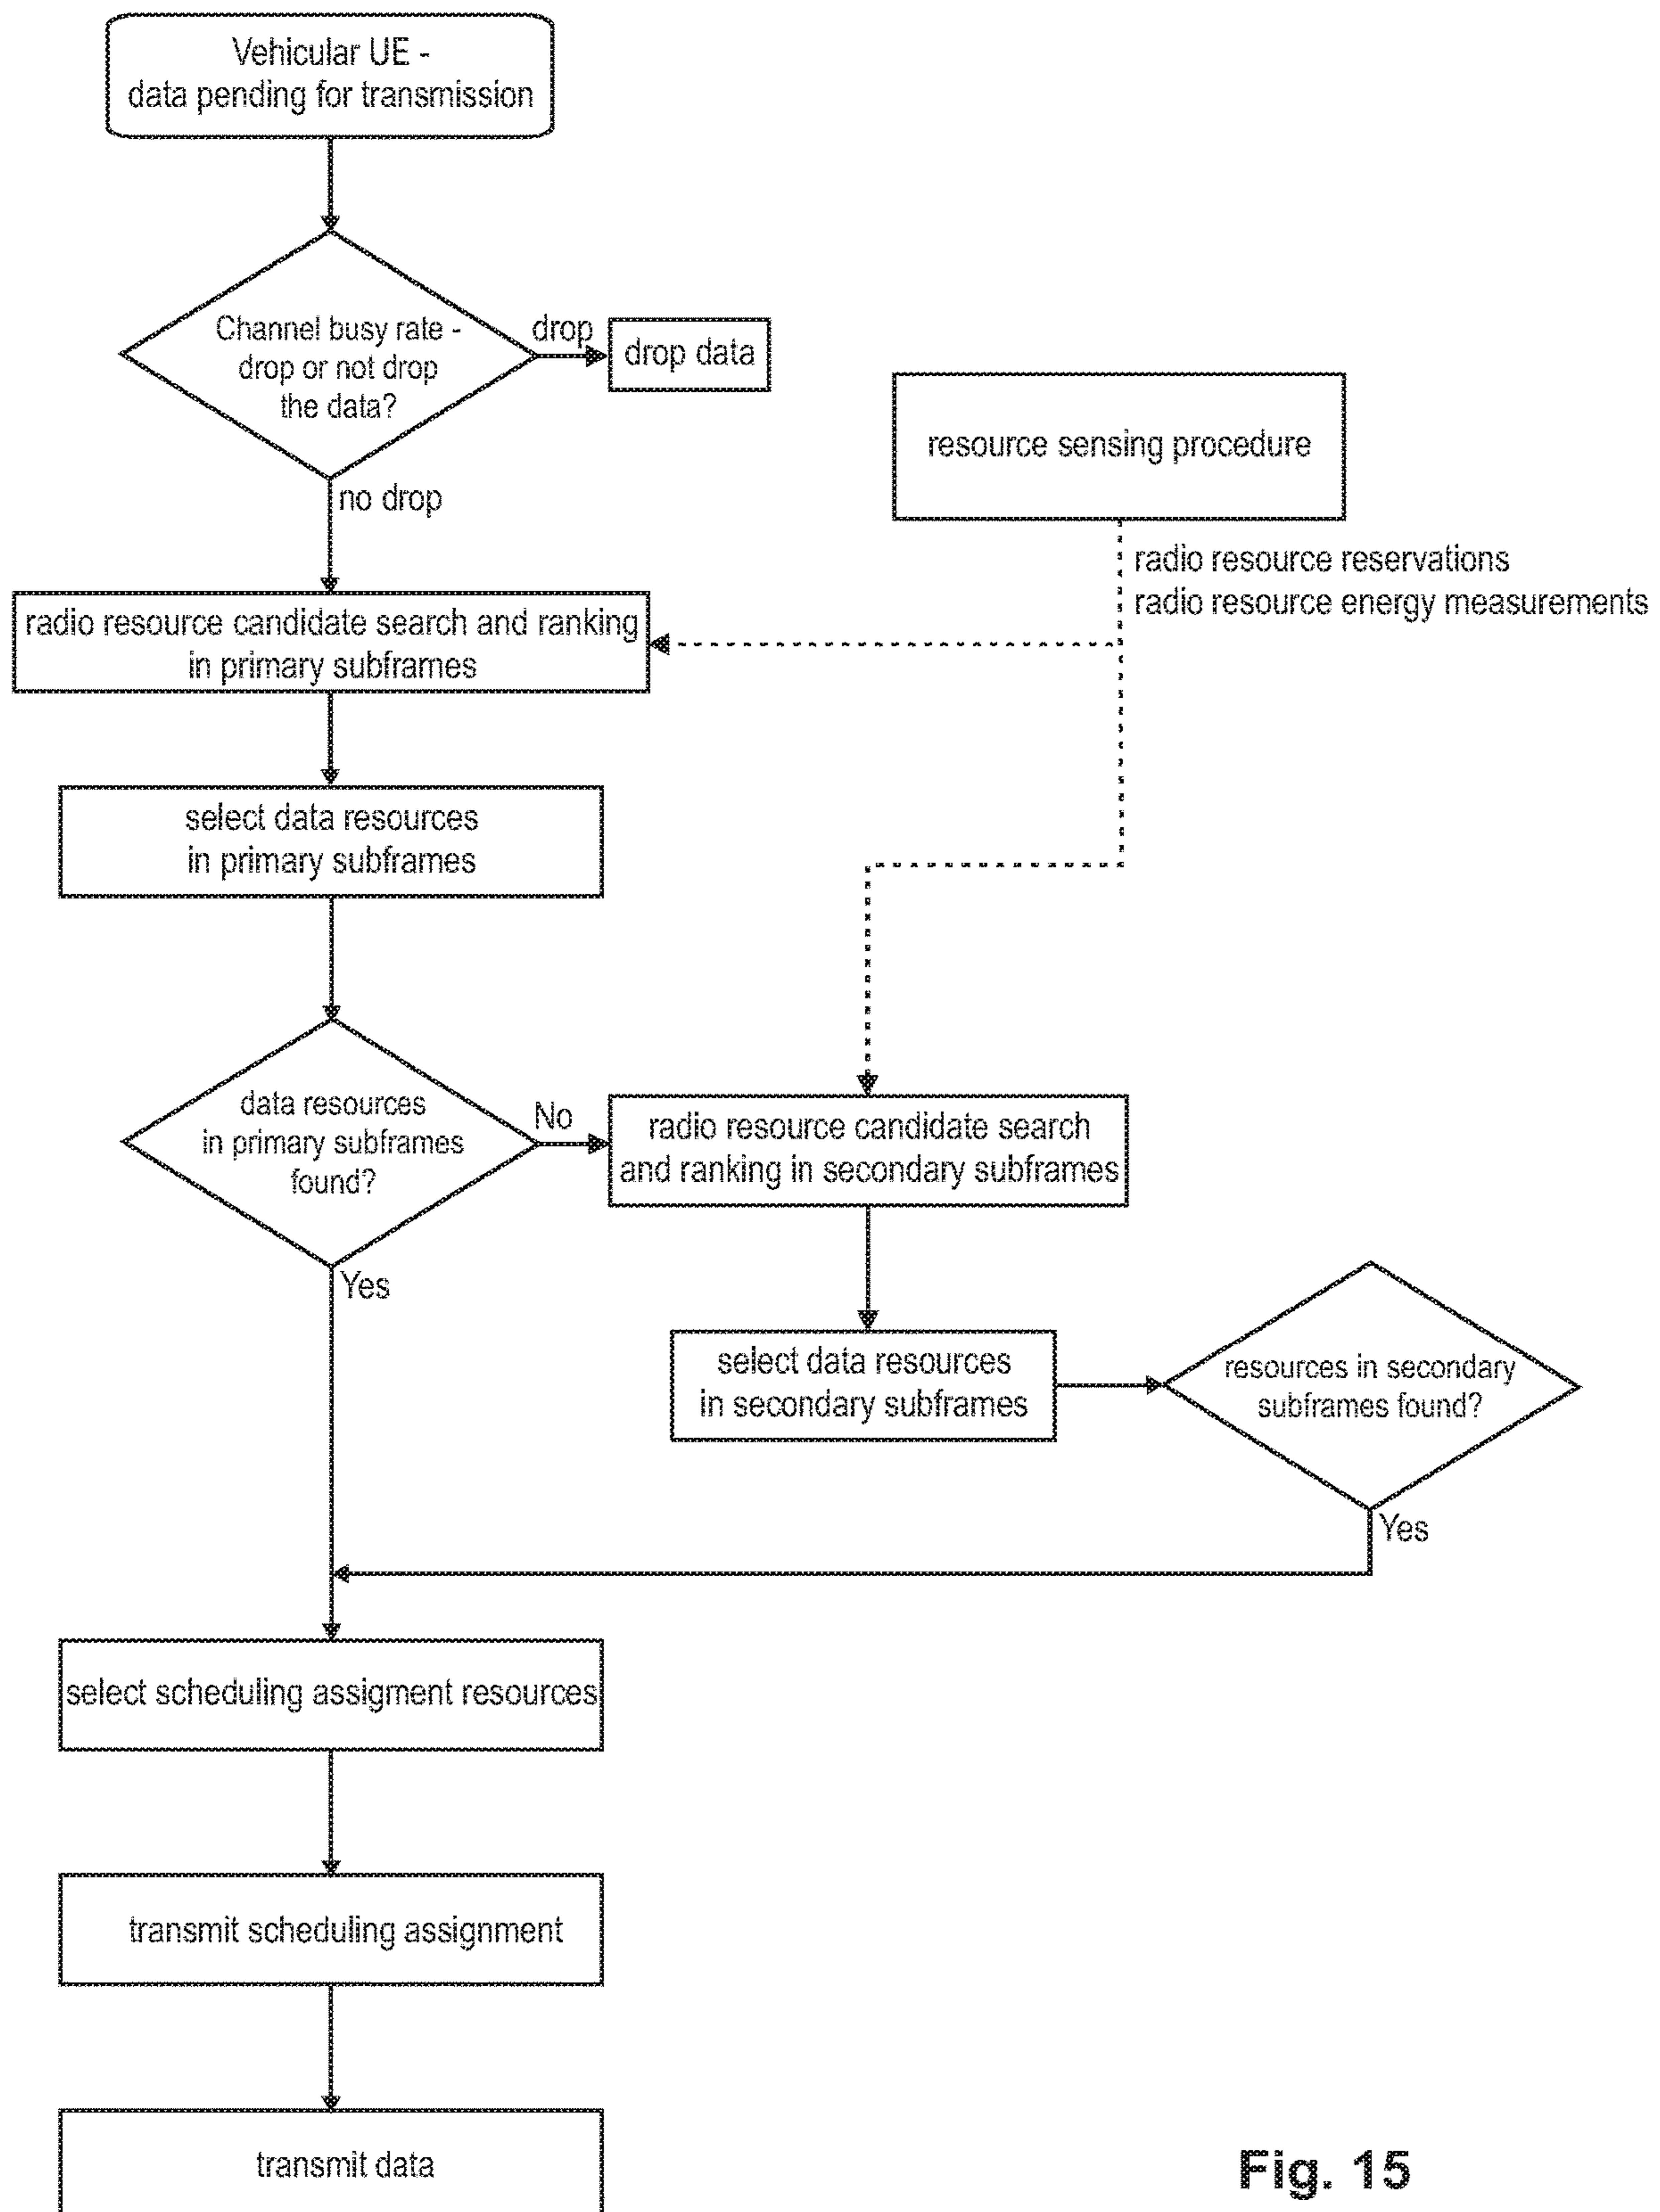 Vehicular UE -
data pending for transmission
Channel busy rate -
drop or not drop
the data?
drop
drop data
no drop
resource sensing procedure
radio resource reservations
radio resource energy measurements
radio resource candidate search and ranking
in primary subframes
select data resources
in primary subframes
data resources
in primary subframes
found?
No
radio resource candidate search
and ranking in secondary subframes
Yes
select data resources
in secondary subframes
resources in secondary
subframes found?
Yes
select scheduling assigment resources
transmit scheduling assignment
transmit data
Fig. 15